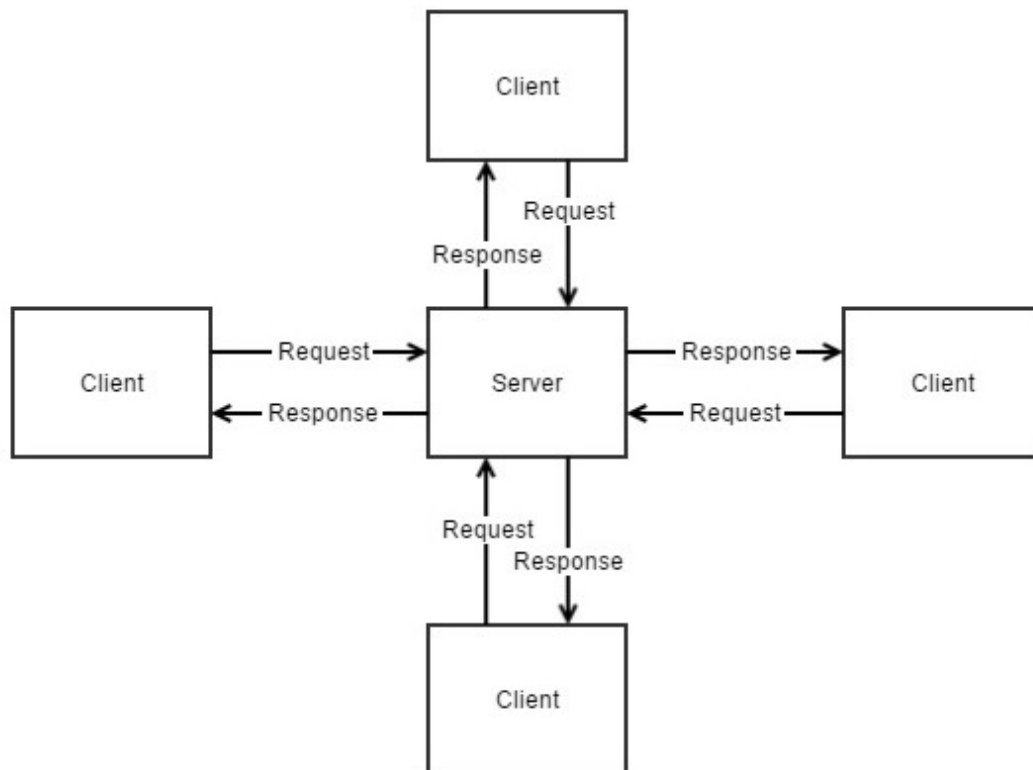 Client
Request
Response
Request
Response
Client
Server
Client
Response
Request
Request
Response
Client